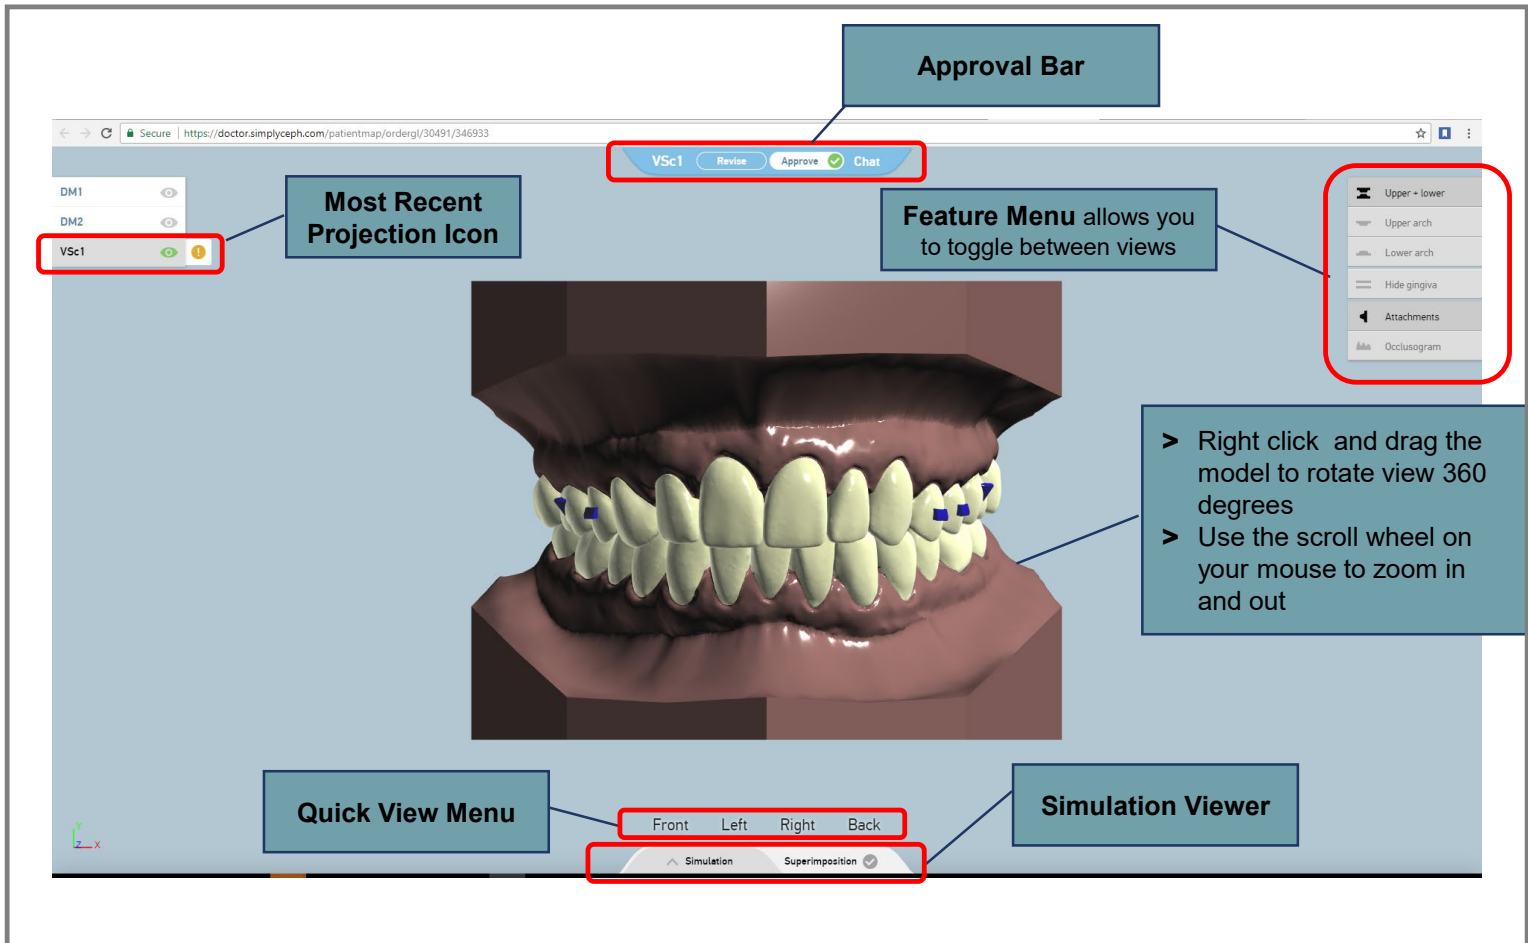 Approval Bar
Secure | https://doctor.simplyceph.com/patientmap/ordergl/30491/346933
VSc1 Revise Approve Chat
DM1
DM2
VSc1
Most Recent
Projection Icon
Feature Menu allows you
to toggle between views
Upper + lower
Upper arch
Lower arch
Hide gingiva
Attachments
Occlusogram
> Right click and drag the
model to rotate view 360
degrees
> Use the scroll wheel on
your mouse to zoom in
and out
Quick View Menu
Simulation Viewer
Front Left Right Back
Simulation Superimposition
Y
Z X